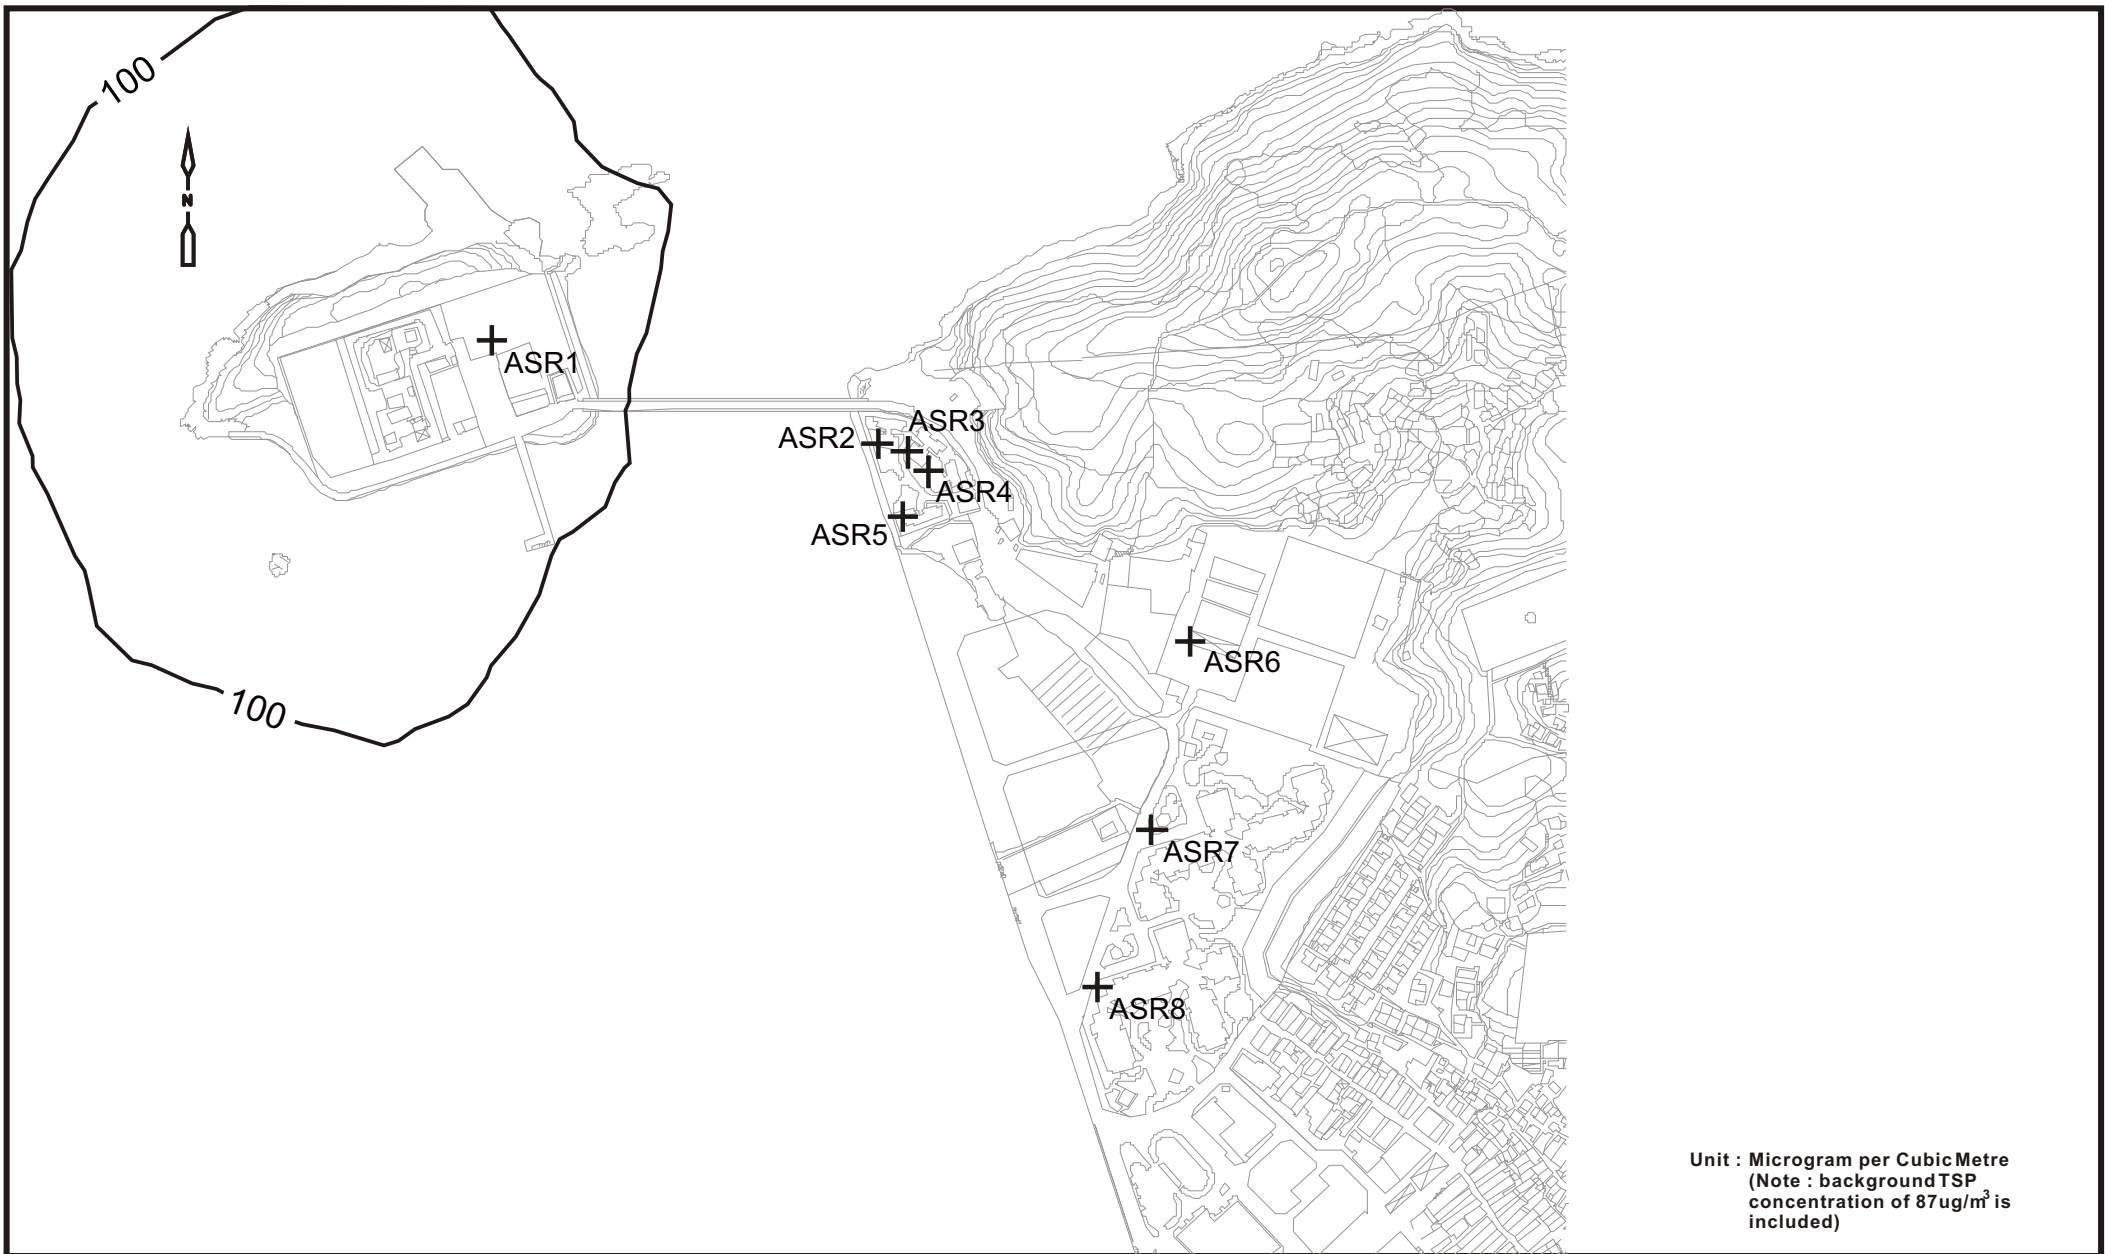 100
N
ASR1
ASR3
ASR2
ASR4
ASR5
ASR6
100
ASR7
ASR8
Unit : Microgram per Cubic Metre
(Note : background TSP
concentration of 87ug/m³ is
included)